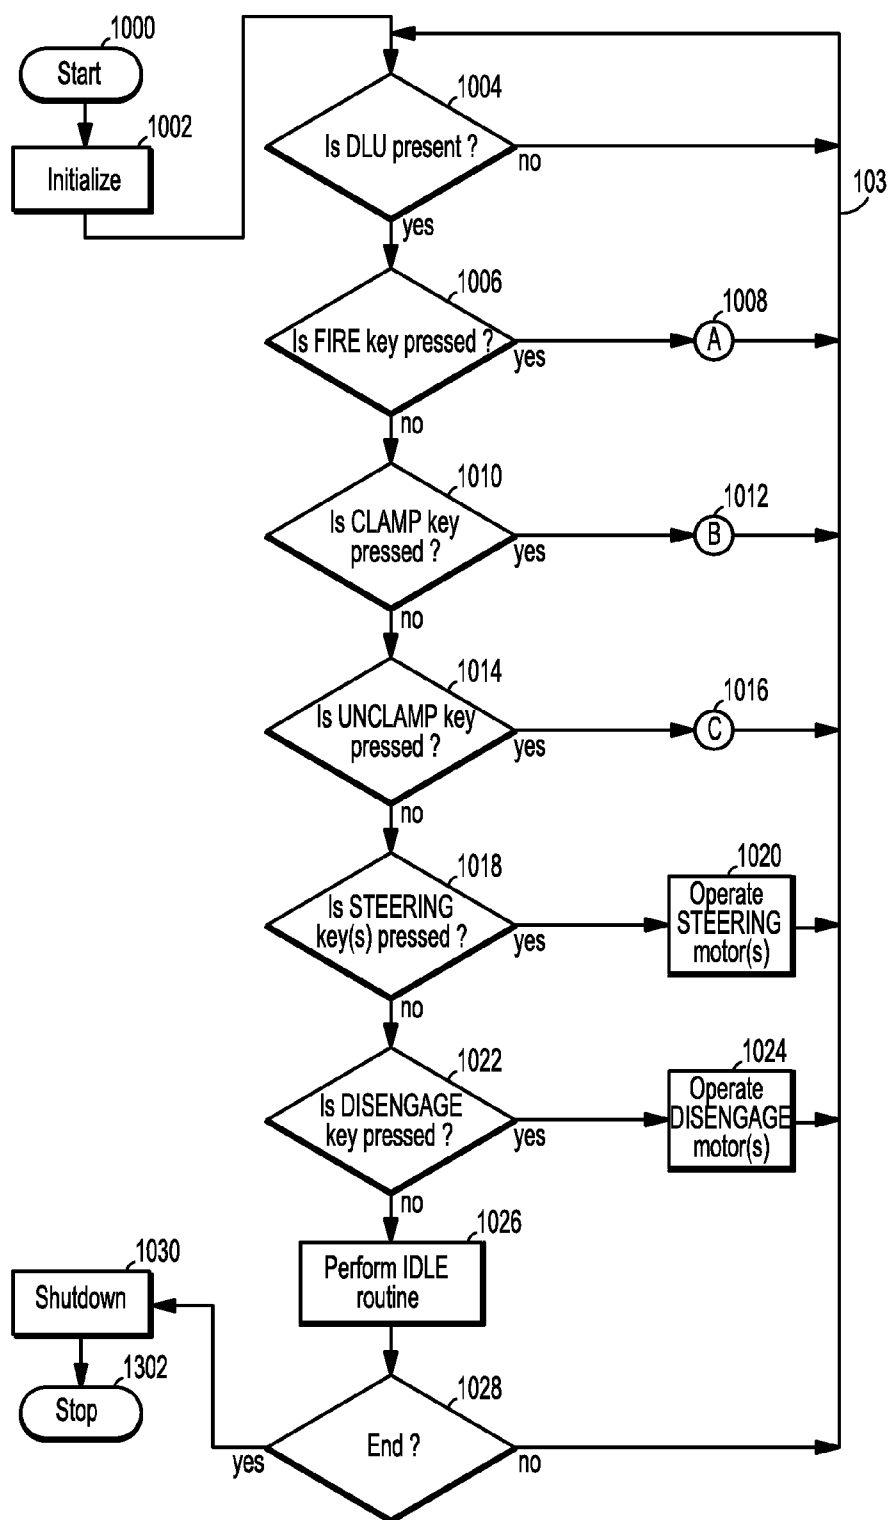 1000
Start
1002
Initialize
1004
Is DLU present ?
no
yes
103
1006
Is FIRE key pressed ?
yes
no
1008
A
1010
Is CLAMP key
pressed ?
yes
no
1012
B
1014
Is UNCLAMP key
pressed ?
yes
no
1016
C
1018
Is STEERING
key(s) pressed ?
yes
no
1020
Operate
STEERING
motor(s)
1022
Is DISENGAGE
key pressed ?
yes
no
1024
Operate
DISENGAGE
motor(s)
1026
Perform IDLE
routine
1028
End ?
yes
no
1030
Shutdown
1302
Stop